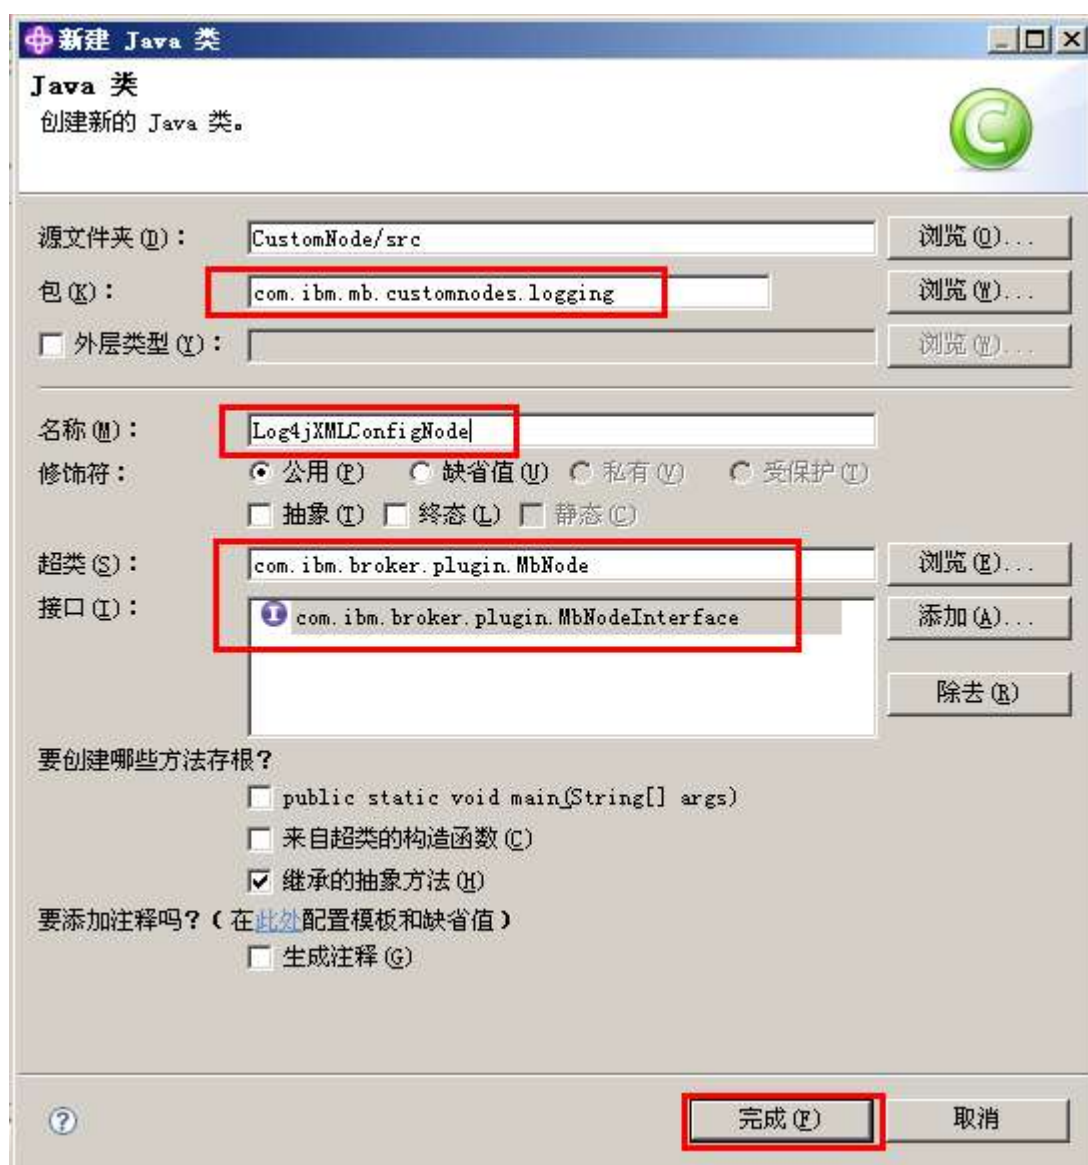 新建 Java 类
Java 类
创建新的 Java 类。
源文件夹(D)： CustomNode/src 浏览(O)...
包(K)： com.ibm.mb.customnodes.logging 浏览(W)...
外层类型(Y)： 浏览(W)...
名称(M)： Log4jXMLConfigNode
修饰符： 公用(P) 缺省值(U) 私有(V) 受保护(T)
抽象(T) 终态(L) 静态(C)
超类(S)： com.ibm.broker.plugin.MbNode 浏览(E)...
接口(I)： com.ibm.broker.plugin.MbNodeInterface 添加(A)...
除去(R)
要创建哪些方法存根？
public static void main(String[] args)
来自超类的构造函数(C)
继承的抽象方法(H)
要添加注释吗？（在此处配置模板和缺省值）
生成注释(G)
完成(F) 取消